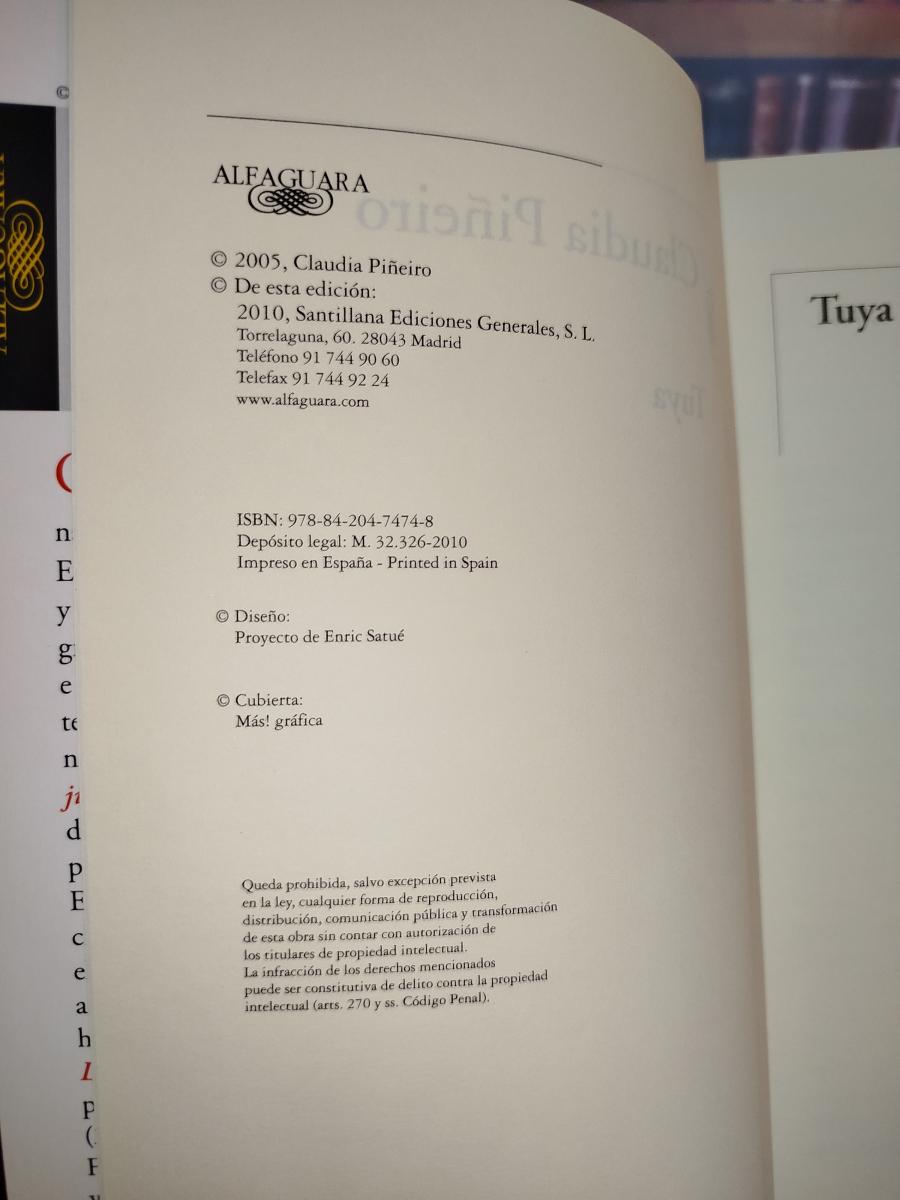 ALFAGUARA
© 2005, Claudia Piñeiro
© De esta edición:
2010, Santillana Ediciones Generales, S. L.
Torrelaguna, 60. 28043 Madrid
Teléfono 91 744 90 60
Telefax 91 744 92 24
www.alfaguara.com
ISBN: 978-84-204-7474-8
Depósito legal: M. 32.326-2010
Impreso en España - Printed in Spain
© Diseño:
Proyecto de Enric Satué
© Cubierta:
Más! gráfica
Queda prohibida, salvo excepción prevista
en la ley, cualquier forma de reproducción,
distribución, comunicación pública y transformación
de esta obra sin contar con autorización de
los titulares de propiedad intelectual.
La infracción de los derechos mencionados
puede ser constitutiva de delito contra la propiedad
intelectual (arts. 270 y ss. Código Penal).
Claudia Piñeiro
Tuya
Tuya
ALFAGUARA
©